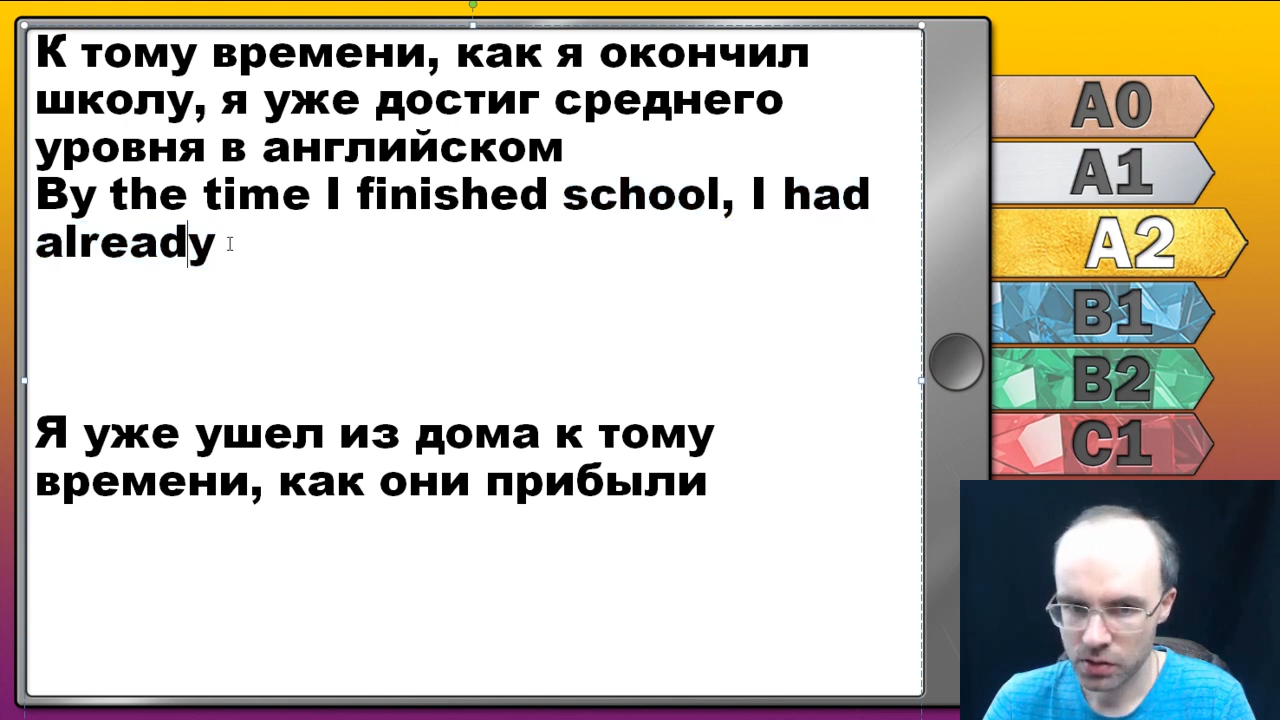 К тому времени, как я окончил
школу, я уже достиг среднего
уровня в английском
By the time I finished school, I had
already
Я уже ушел из дома к тому
времени, как они прибыли
A0
A1
A2
B1
B2
C1